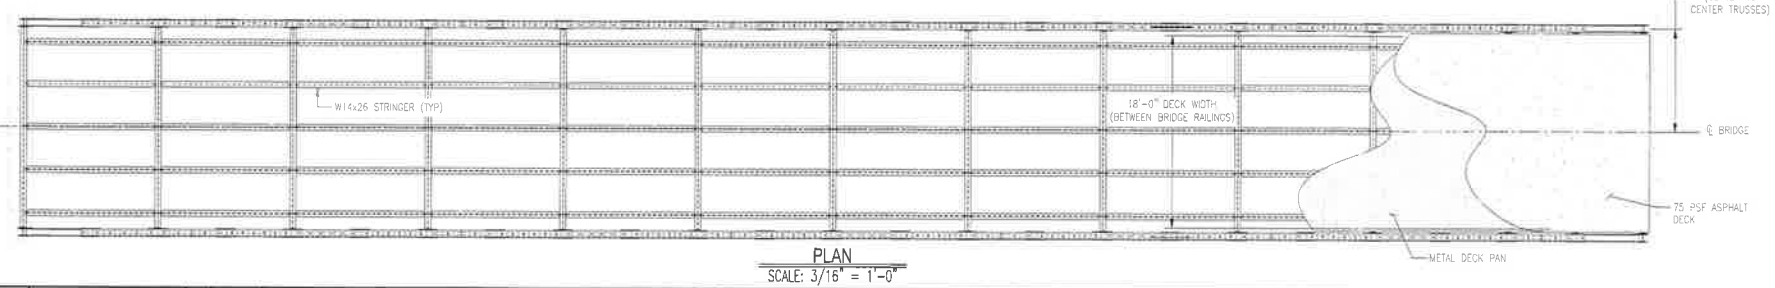 CENTER TRUSSES)
W14x26 STRINGER (TYP)
18'-0" DECK WIDTH
(BETWEEN BRIDGE RAILINGS)
℄ BRIDGE
75 PSF ASPHALT
DECK
METAL DECK PAN
PLAN
SCALE: 3/16" = 1'-0"